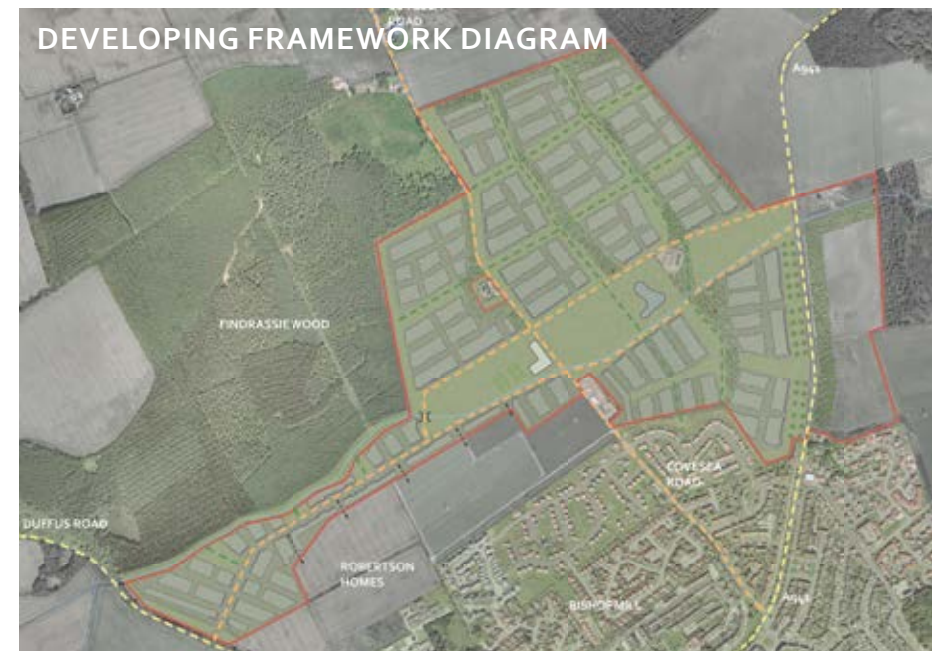 DEVELOPING FRAMEWORK DIAGRAM
ROAD
A941
FINDRASSIE WOOD
COVESEA
ROAD
DUFFUS ROAD
ROBERTSON
HOMES
BISHOPMILL
A941